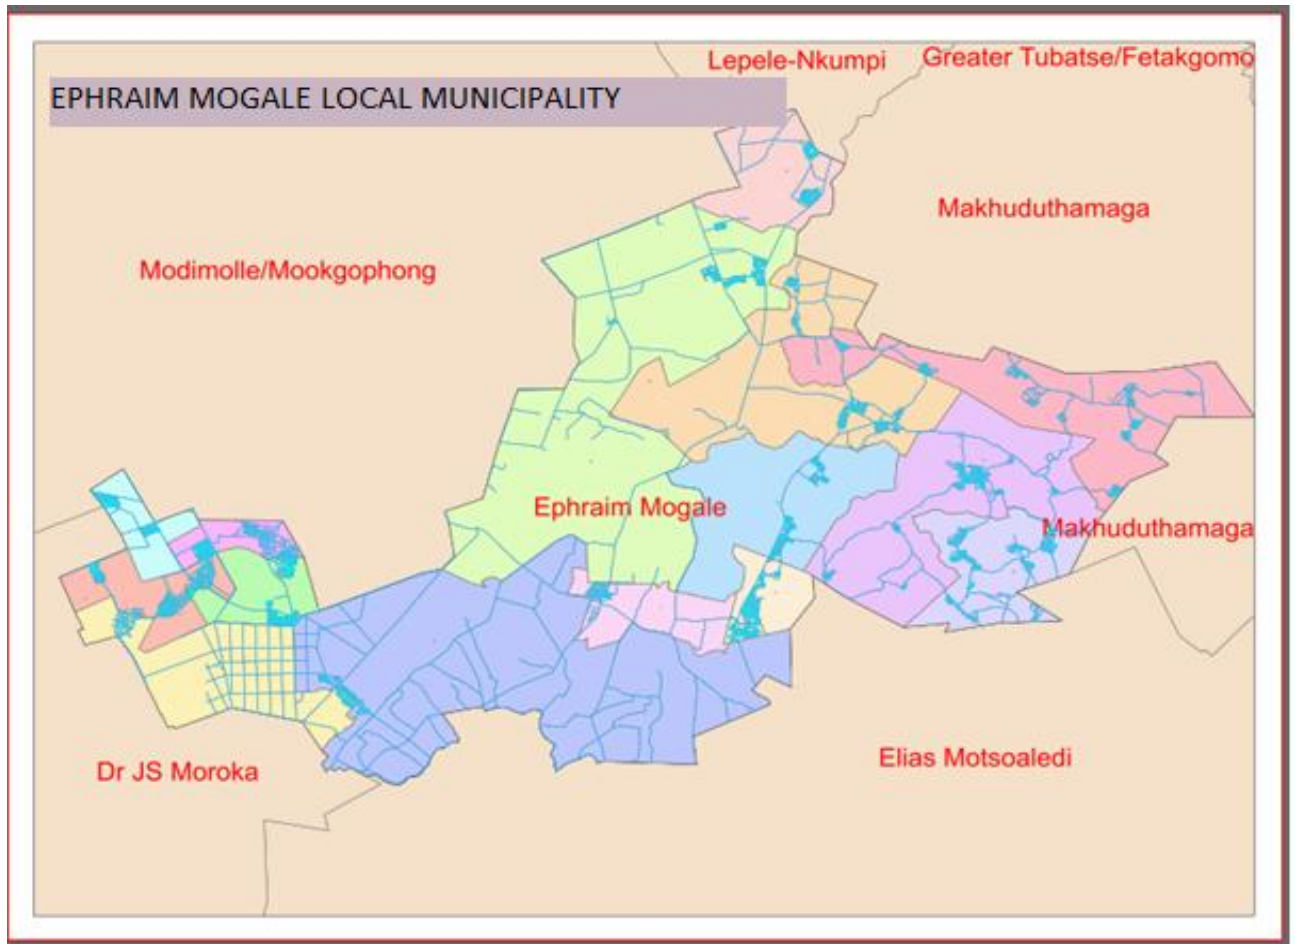 Lepele-Nkumpi
Greater Tubatse/Fetakgomo
EPHRAIM MOGALE LOCAL MUNICIPALITY
Makhuduthamaga
Modimolle/Mookgophong
Ephraim Mogale
Makhuduthamaga
Elias Motsoaledi
Dr JS Moroka